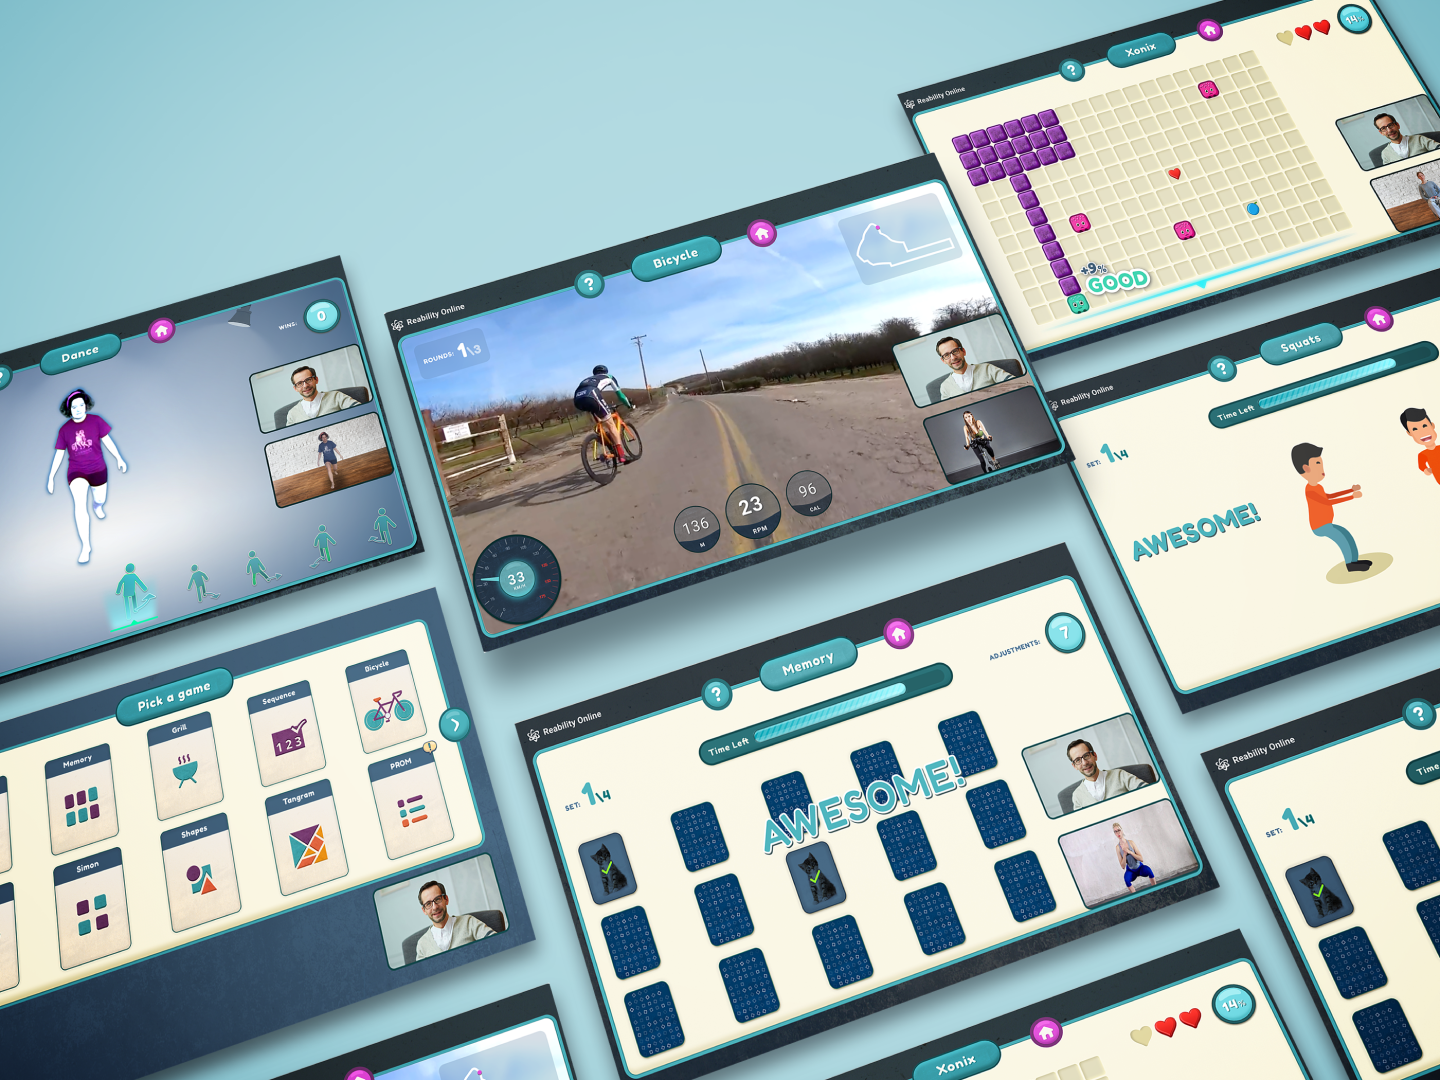 Reability Online
?
Xonix
14%
+9%
GOOD
Reability Online
?
Bicycle
ROUNDS: 1\3
136
M
23
RPM
96
CAL
33
KM/H
?
Dance
WINS:
0
Reability Online
?
Squats
Time Left
SET: 1\4
AWESOME!
Pick a game
Memory
Grill
Sequence
1 2 3
Bicycle
Simon
Shapes
Tangram
PROM
!
Reability Online
?
Memory
ADJUSTMENTS:
7
Time Left
SET: 1\4
AWESOME!
Reability Online
?
Time
SET: 1\4
Xonix
14%